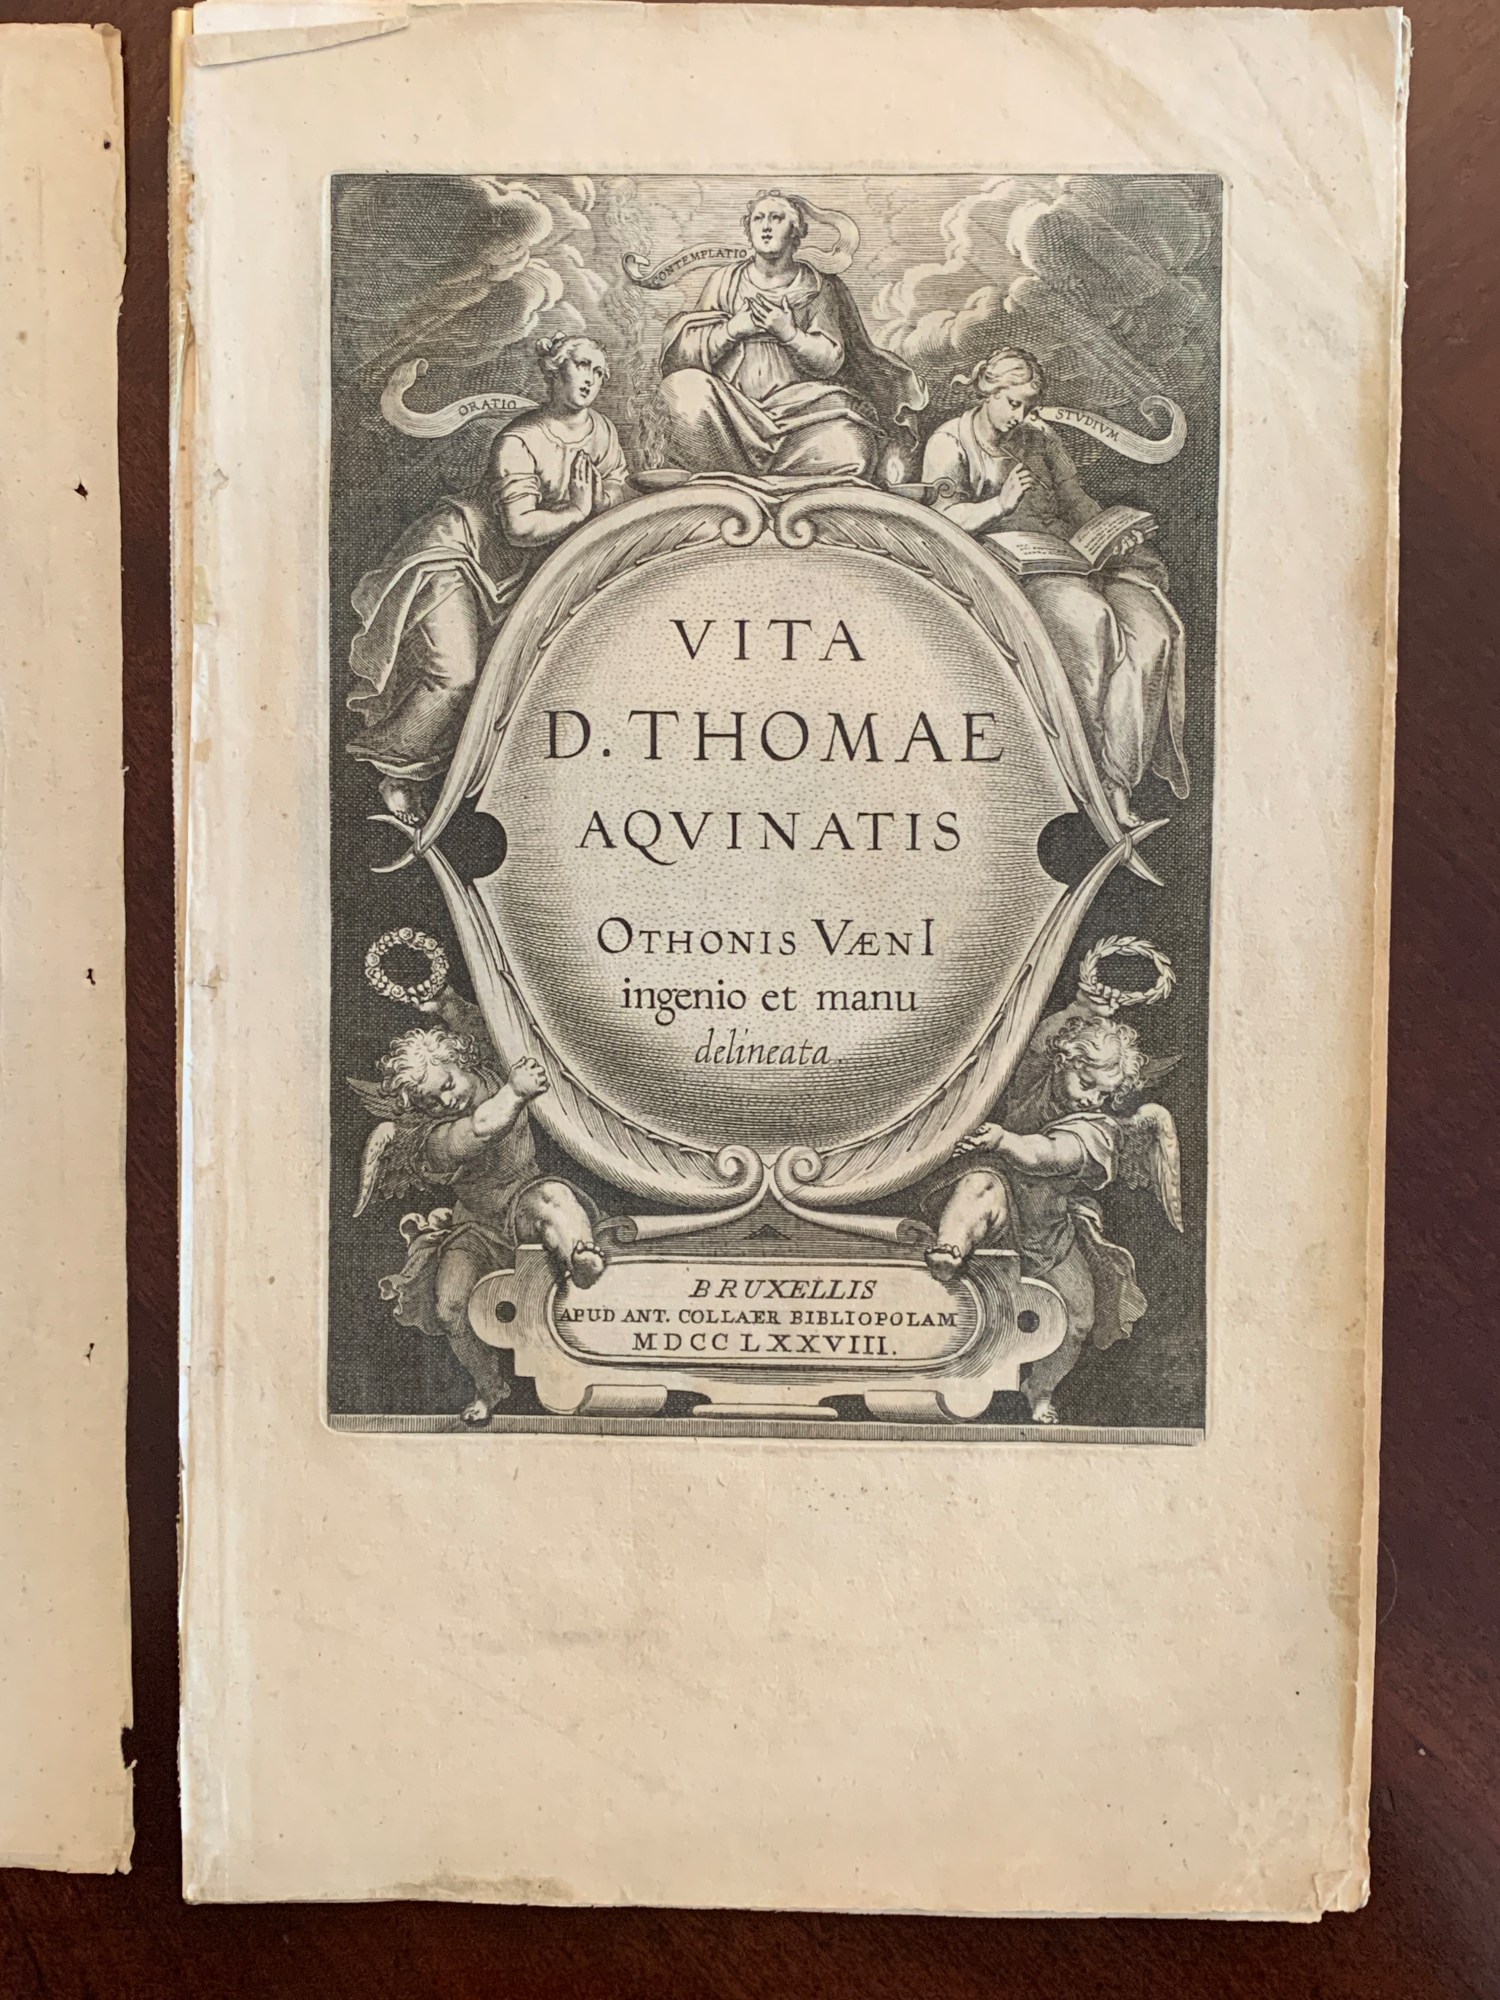 CONTEMPLATIO
ORATIO
STVDIVM
VITA
D. THOMAE
AQVINATIS
OTHONIS VÆNI
ingenio et manu
delineata.
BRUXELLIS
APUD ANT. COLLAER BIBLIOPOLAM
MDCCLXXVIII.